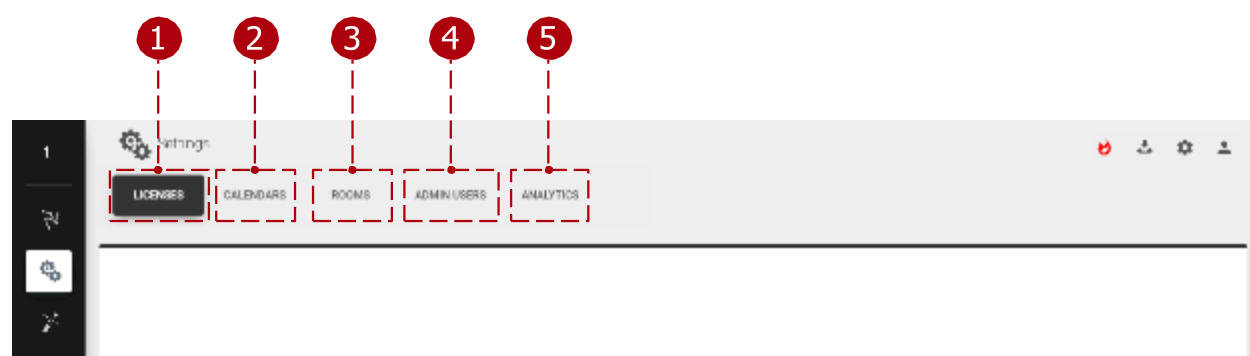 1 2 3 4 5
1
Settings
LICENSES CALENDARS ROOMS ADMIN USERS ANALYTICS